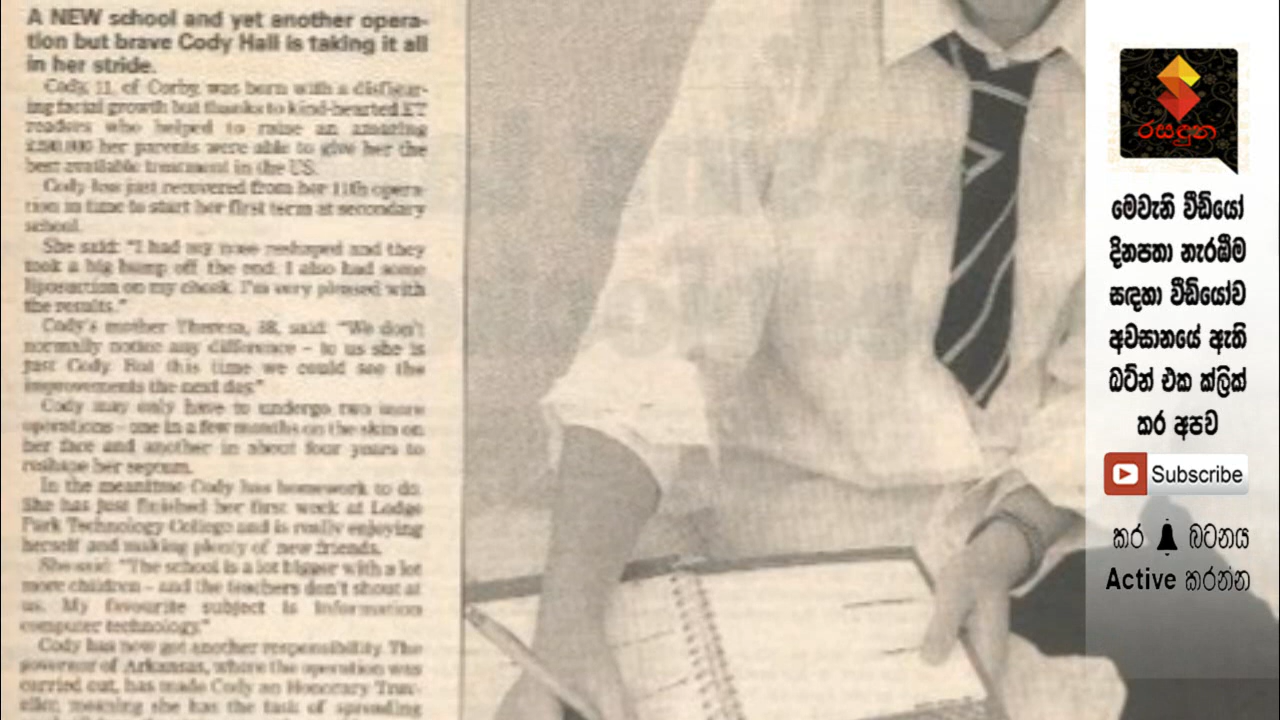 A NEW school and yet another opera-
tion but brave Cody Hall is taking it all
in her stride.
Cody, 11, of Corby, was born with a disfigur-
ing facial growth but thanks to kind-hearted ET
readers who helped to raise an amazing
her parents were able to give her the
best available treatment in the US.
Cody has just recovered from her 11th opera-
tion in time to start her first term at secondary
school.
She said: "I had my nose reshaped and they
took a big hump off the end. I also had some
liposuction on my cheek. I'm very pleased with
the results."
Cody's mother Theresa, 38, said: "We don't
normally notice any difference – to us she is
just Cody. But this time we could see the
improvements the next day."
Cody may only have to undergo two more
operations – one in a few months on the skin on
her face and another in about four years to
reshape her septum.
In the meantime Cody has homework to do.
She has just finished her first week at Lodge
Park Technology College and is really enjoying
herself and making plenty of new friends.
She said: "The school is a lot bigger with a lot
more children – and the teachers don't shout at
us. My favourite subject is information
computer technology."
Cody has now got another responsibility. The
governor of Arkansas, where the operation was
carried out, has made Cody an Honorary Trav-
eller, meaning she has the task of spreading
රසඳුන
මෙවැනි වීඩියෝ
දිනපතා නැරඹීම
සඳහා වීඩියෝව
අවසානයේ ඇති
බටන් එක ක්ලික්
කර අපව
Subscribe
කර බටනය
Active කරන්න